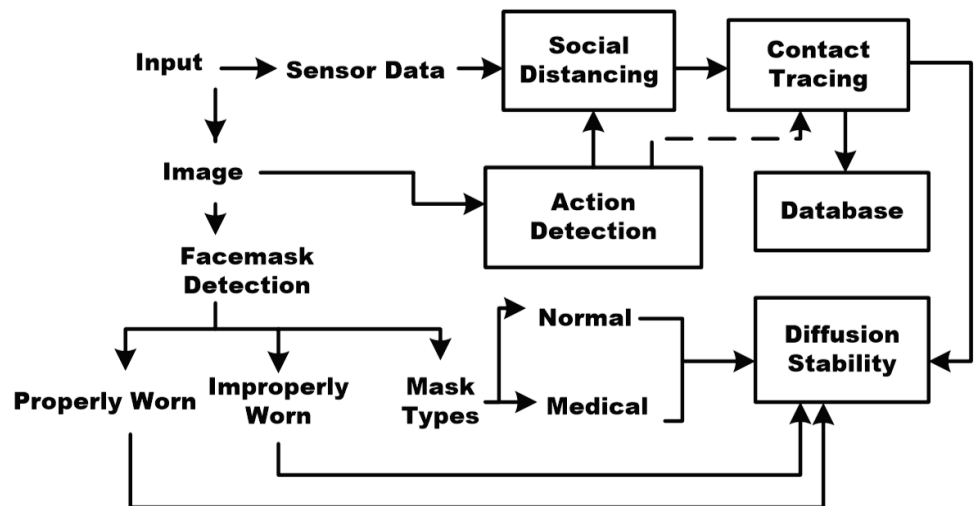 Input
Sensor Data
Social
Distancing
Contact
Tracing
Image
Action
Detection
Database
Facemask
Detection
Normal
Diffusion
Stability
Properly Worn
Improperly
Worn
Mask
Types
Medical